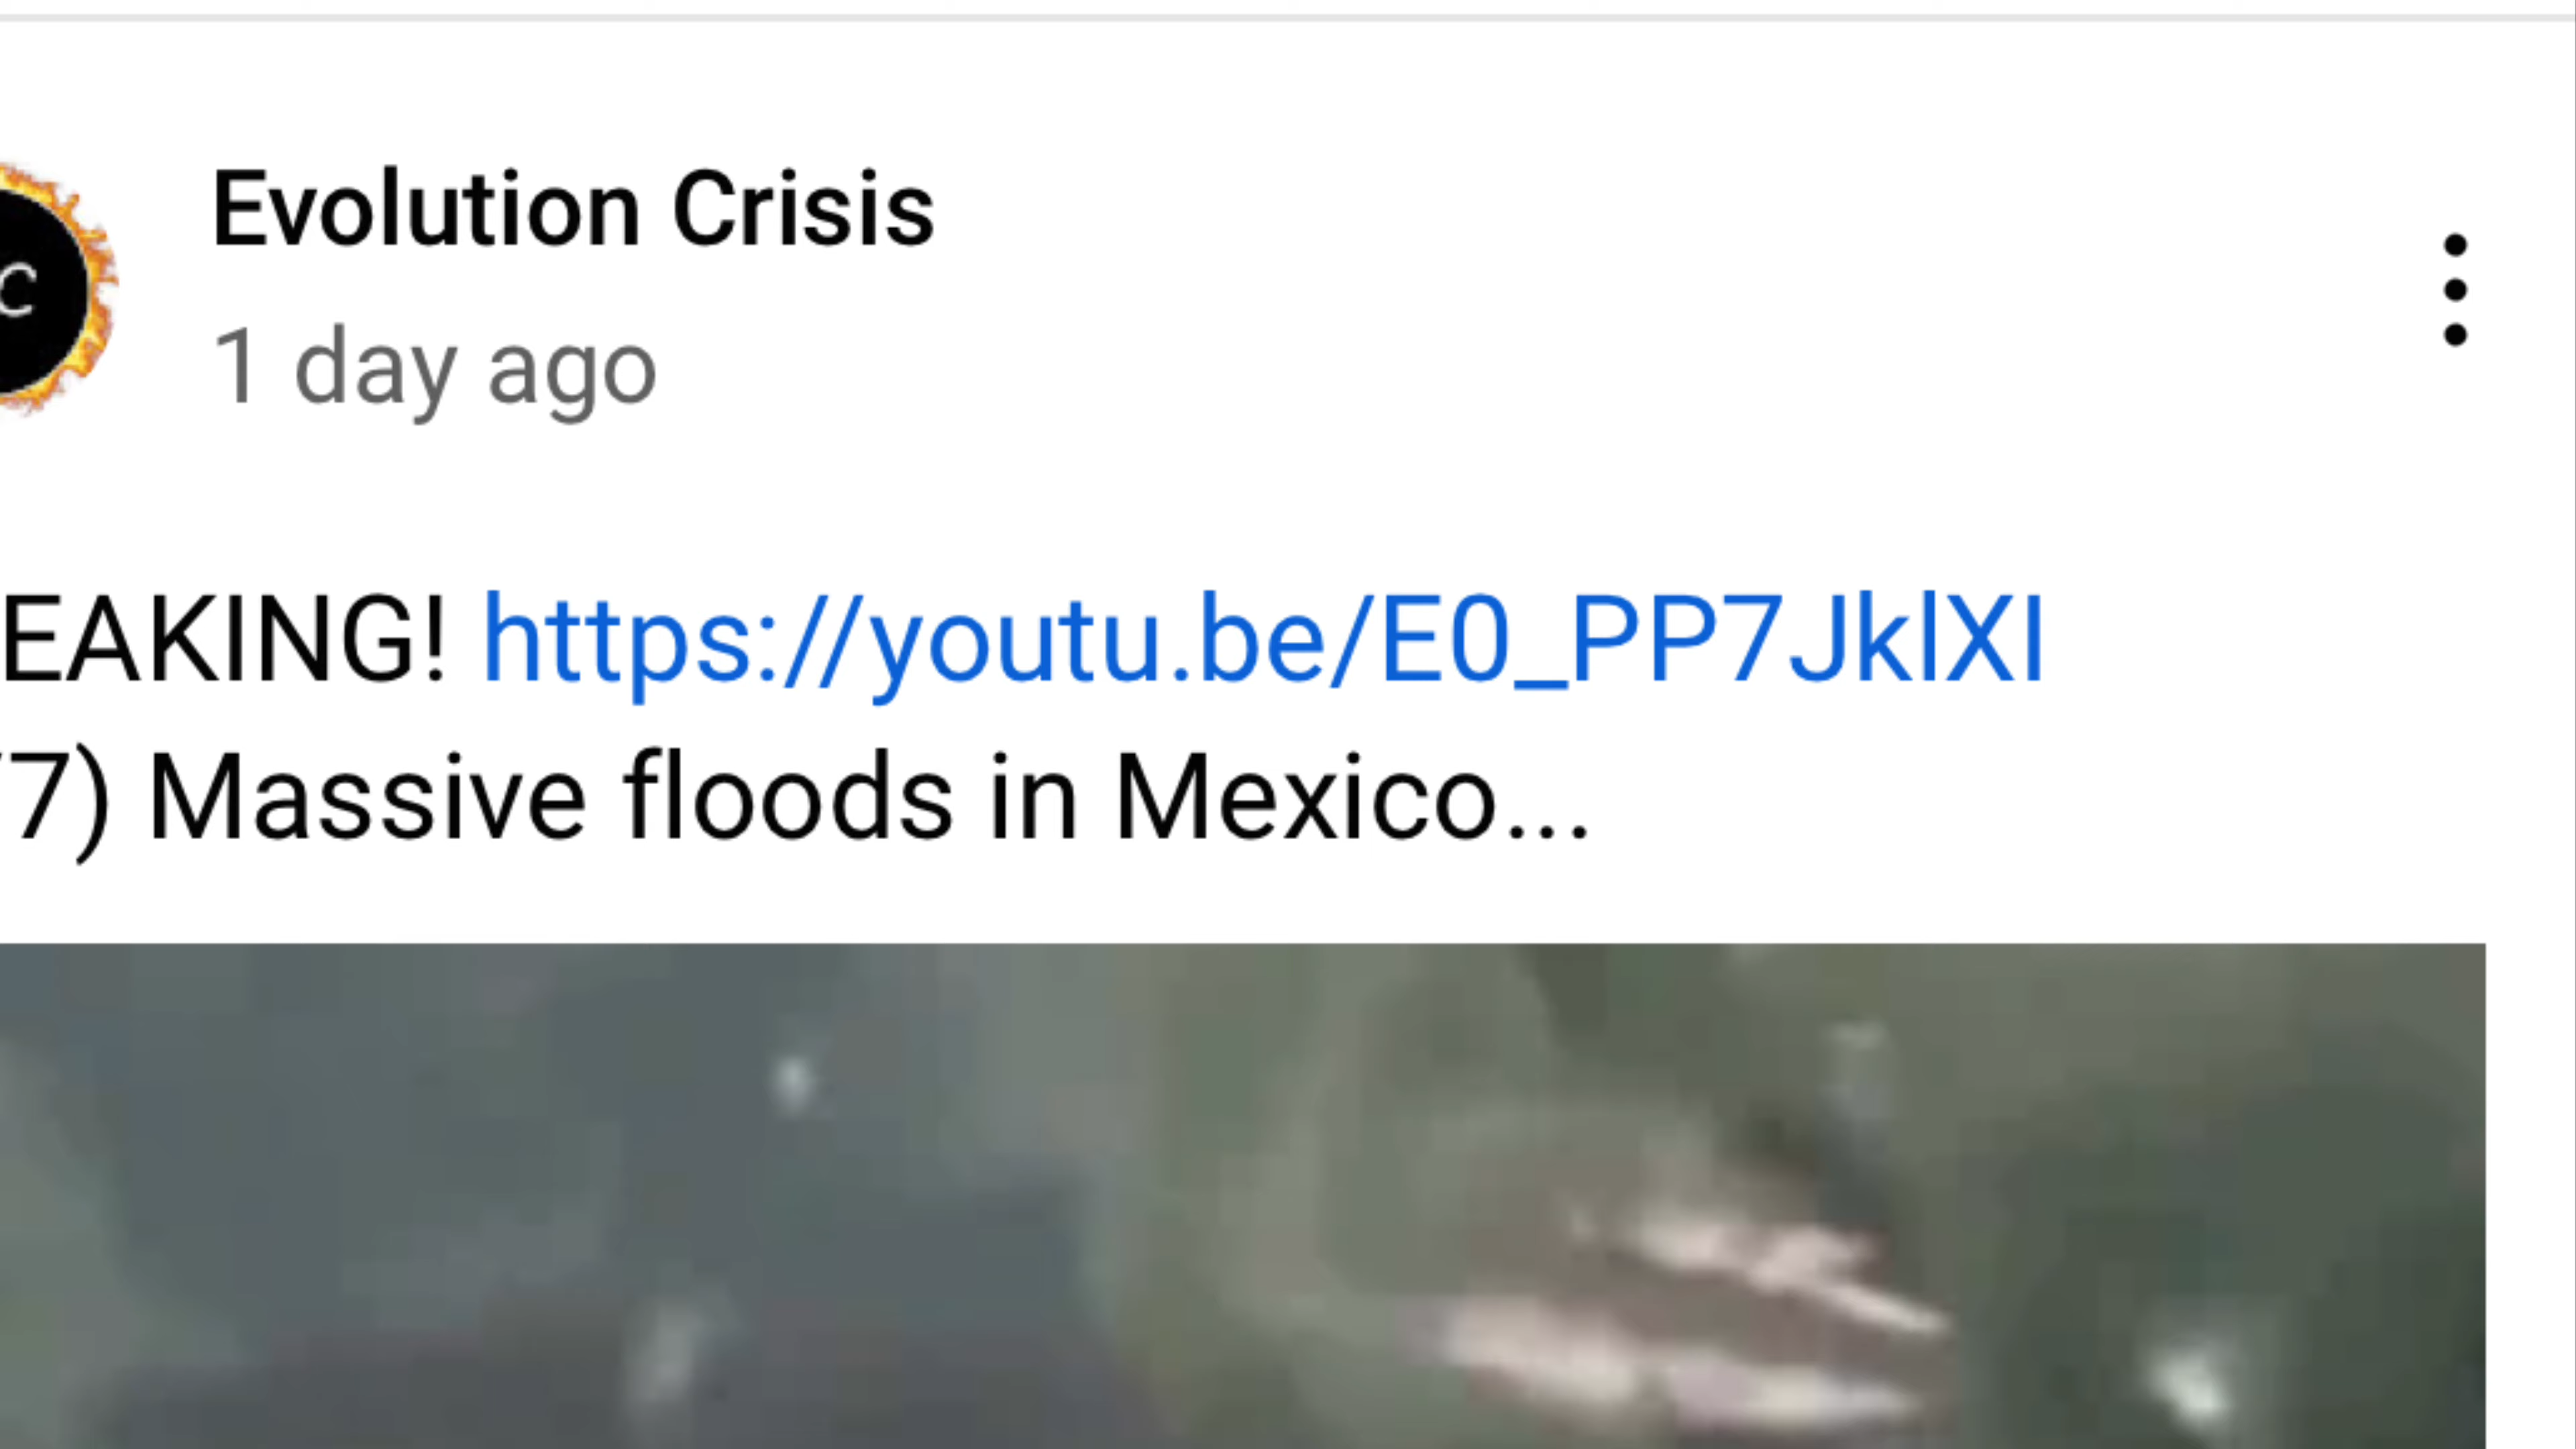 C
Evolution Crisis
1 day ago
EAKING! https://youtu.be/E0_PP7JklXI
7) Massive floods in Mexico...